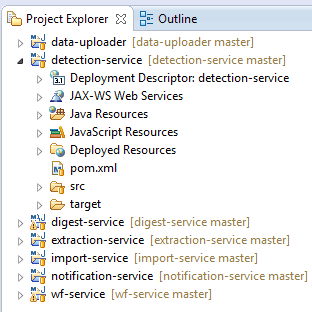 Project Explorer Outline
data-uploader [data-uploader master]
detection-service [detection-service master]
3.1 Deployment Descriptor: detection-service
JAX-WS Web Services
Java Resources
JavaScript Resources
Deployed Resources
pom.xml
src
target
digest-service [digest-service master]
extraction-service [extraction-service master]
import-service [import-service master]
notification-service [notification-service master]
wf-service [wf-service master]